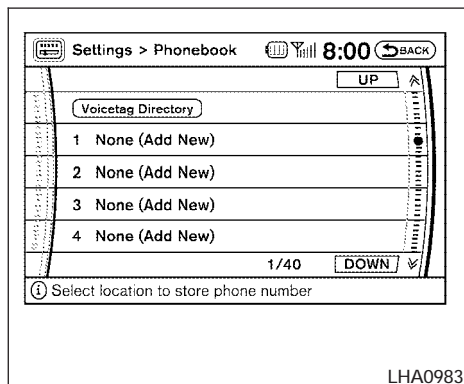 Settings > Phonebook 8:00 BACK
UP
Voicetag Directory
1 None (Add New)
2 None (Add New)
3 None (Add New)
4 None (Add New)
1/40 DOWN
i Select location to store phone number
LHA0983